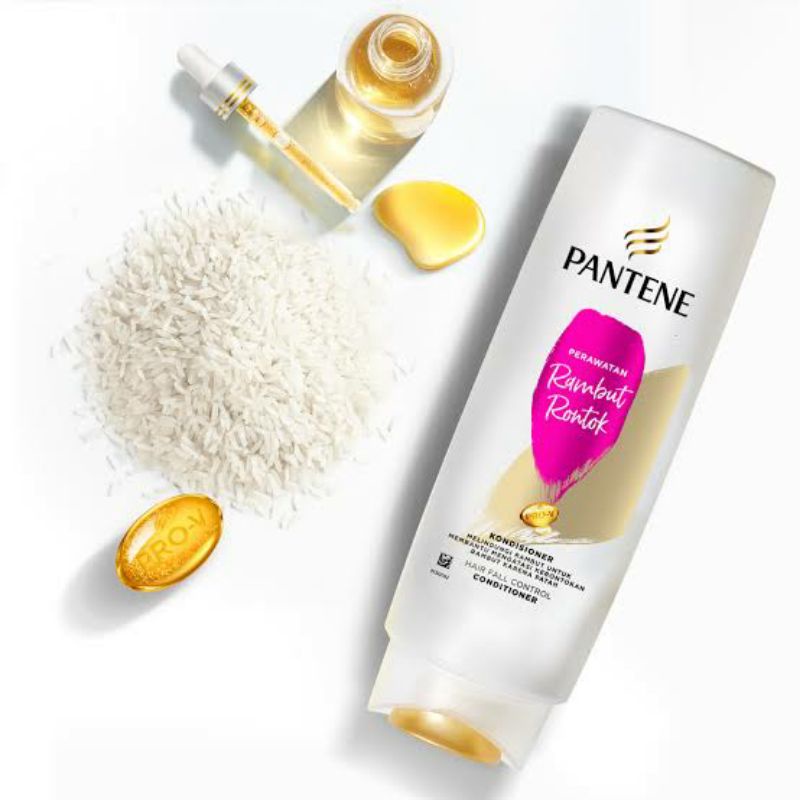 PANTENE
PERAWATAN
Rambut
Rontok
PRO-V
KONDISIONER
MELINDUNGI RAMBUT UNTUK
MEMBANTU MENGATASI KERONTOKAN
RAMBUT KARENA PATAH
HAIR FALL CONTROL
CONDITIONER
PRO-V